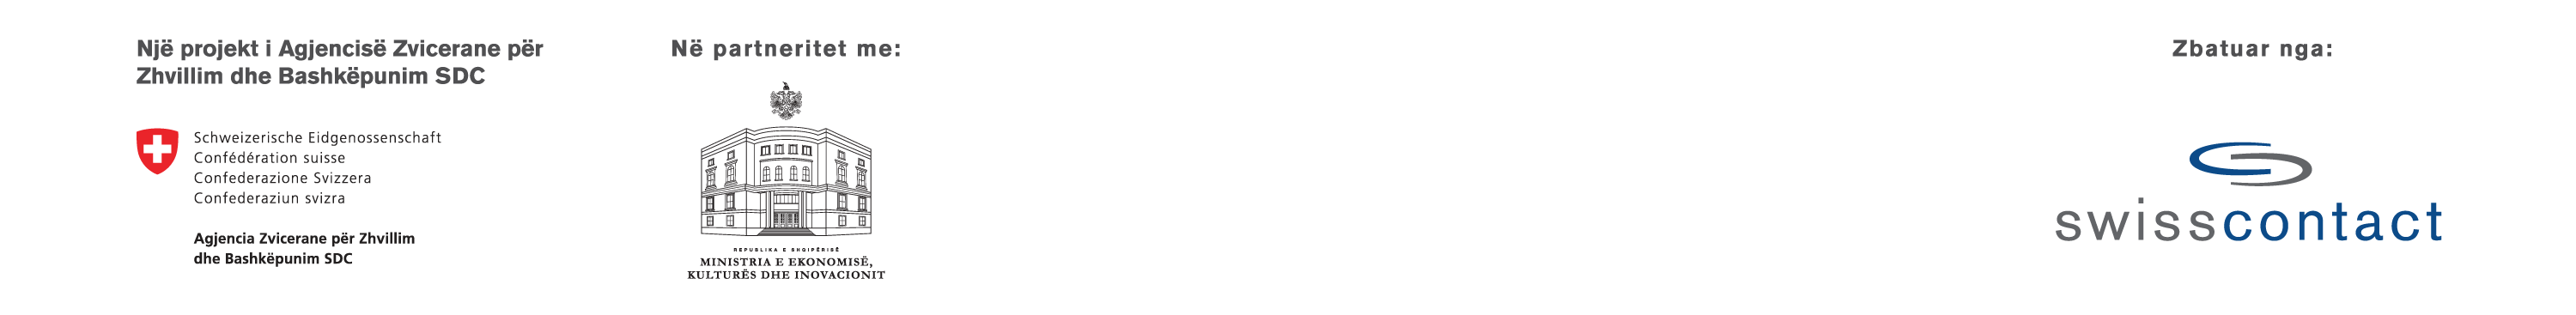 Një projekt i Agjencisë Zvicerane për
Zhvillim dhe Bashkëpunim SDC
Schweizerische Eidgenossenschaft
Confédération suisse
Confederazione Svizzera
Confederaziun svizra
Agjencia Zvicerane për Zhvillim
dhe Bashkëpunim SDC
Në partneritet me:
REPUBLIKA E SHQIPËRISË
MINISTRIA E EKONOMISË,
KULTURËS DHE INOVACIONIT
Zbatuar nga:
swisscontact